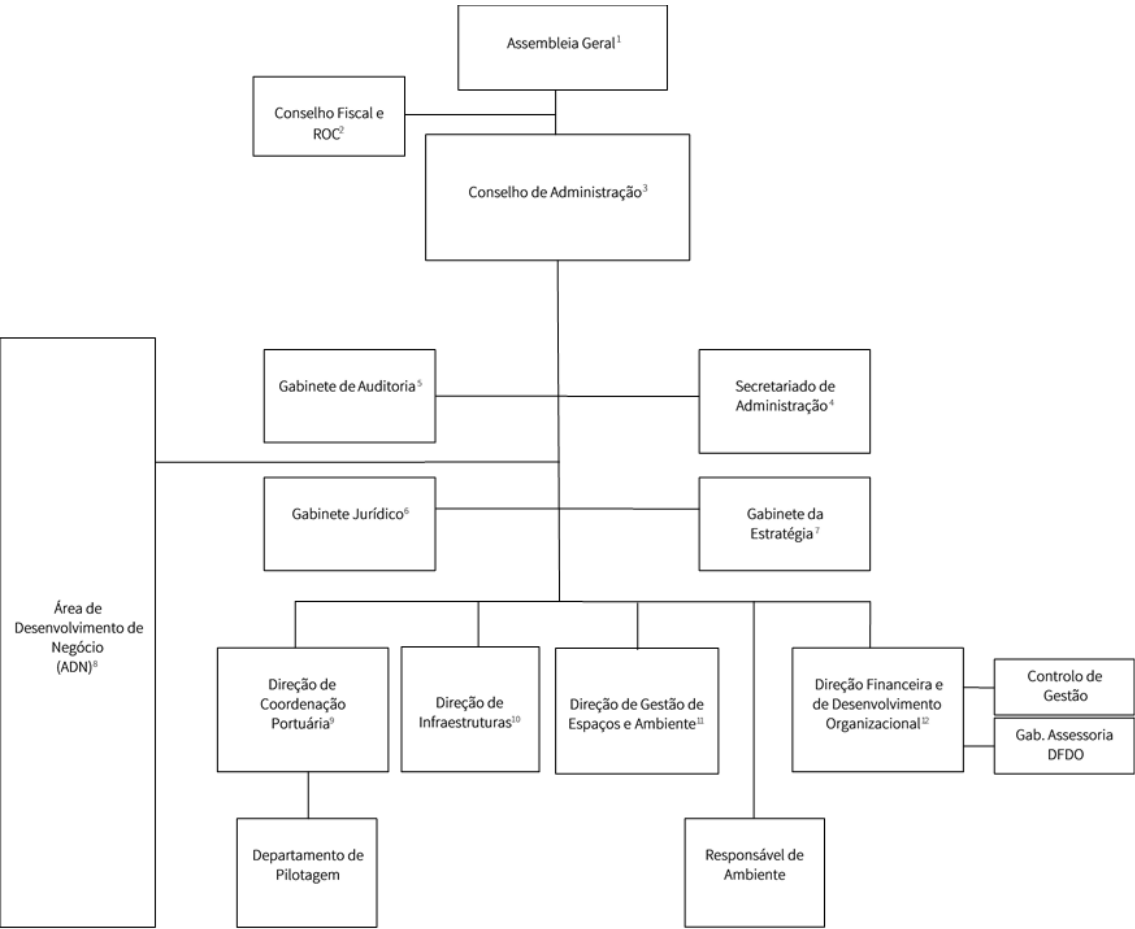 Assembleia Geral¹
Conselho Fiscal e
ROC²
Conselho de Administração³
Gabinete de Auditoria⁵
Secretariado de
Administração⁴
Gabinete Jurídico⁶
Gabinete da
Estratégia⁷
Área de
Desenvolvimento de
Negócio
(ADN)⁸
Direção de
Coordenação
Portuária⁹
Direção de
Infraestruturas¹⁰
Direção de Gestão de
Espaços e Ambiente¹¹
Direção Financeira e
de Desenvolvimento
Organizacional¹²
Controlo de
Gestão
Gab. Assessoria
DFDO
Departamento de
Pilotagem
Responsável de
Ambiente